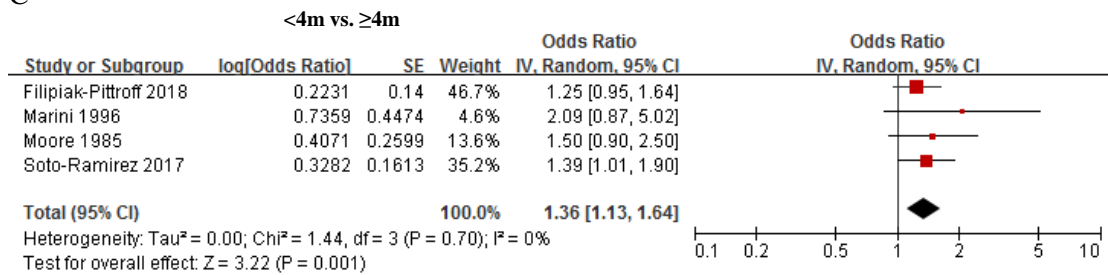 C
<4m vs. ≥4m
Odds Ratio Odds Ratio
Study or Subgroup log[Odds Ratio] SE Weight IV, Random, 95% CI IV, Random, 95% CI
Filipiak-Pittroff 2018 0.2231 0.14 46.7% 1.25 [0.95, 1.64]
Marini 1996 0.7359 0.4474 4.6% 2.09 [0.87, 5.02]
Moore 1985 0.4071 0.2599 13.6% 1.50 [0.90, 2.50]
Soto-Ramirez 2017 0.3282 0.1613 35.2% 1.39 [1.01, 1.90]
Total (95% CI) 100.0% 1.36 [1.13, 1.64]
Heterogeneity: Tau² = 0.00; Chi² = 1.44, df = 3 (P = 0.70); I² = 0%
Test for overall effect: Z = 3.22 (P = 0.001)
0.1 0.2 0.5 1 2 5 10